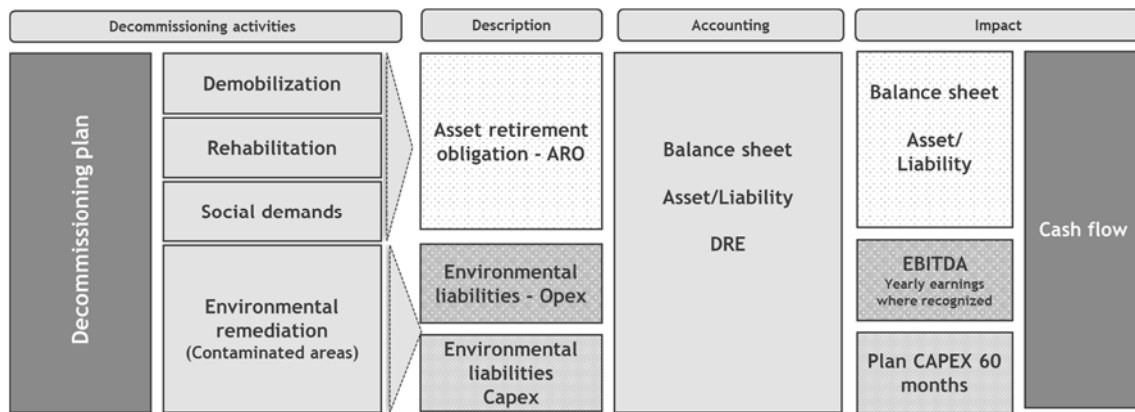 Decommissioning activities
Description
Accounting
Impact
Decommissioning plan
Demobilization
Rehabilitation
Social demands
Environmental
remediation
(Contaminated areas)
Asset retirement
obligation - ARO
Environmental
liabilities - Opex
Environmental
liabilities
Capex
Balance sheet
Asset/Liability
DRE
Balance sheet
Asset/
Liability
EBITDA
Yearly earnings
where recognized
Plan CAPEX 60
months
Cash flow